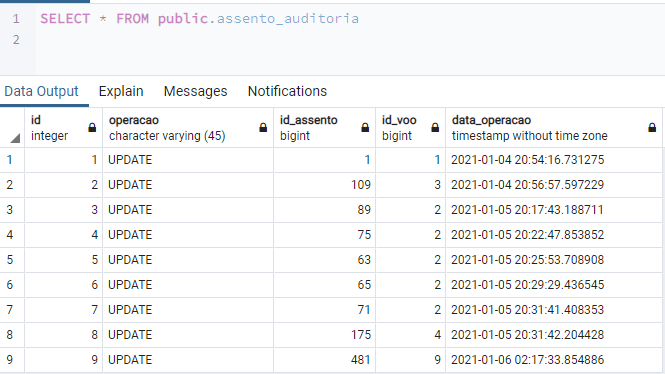 1 SELECT * FROM public.assento_auditoria
2
Data Output Explain Messages Notifications
id operacao id_assento id_voo data_operacao
integer character varying (45) bigint bigint timestamp without time zone
1 1 UPDATE 1 1 2021-01-04 20:54:16.731275
2 2 UPDATE 109 3 2021-01-04 20:56:57.597229
3 3 UPDATE 89 2 2021-01-05 20:17:43.188711
4 4 UPDATE 75 2 2021-01-05 20:22:47.853852
5 5 UPDATE 63 2 2021-01-05 20:25:53.708908
6 6 UPDATE 65 2 2021-01-05 20:29:29.436545
7 7 UPDATE 71 2 2021-01-05 20:31:41.408353
8 8 UPDATE 175 4 2021-01-05 20:31:42.204428
9 9 UPDATE 481 9 2021-01-06 02:17:33.854886